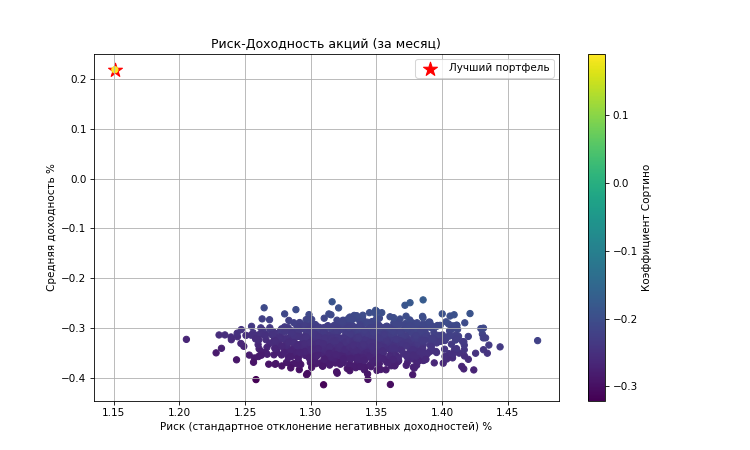 Риск-Доходность акций (за месяц)
Лучший портфель
Средняя доходность %
0.2
0.1
0.0
−0.1
−0.2
−0.3
−0.4
1.15 1.20 1.25 1.30 1.35 1.40 1.45
Риск (стандартное отклонение негативных доходностей) %
0.1
0.0
−0.1
−0.2
−0.3
Коэффициент Сортино